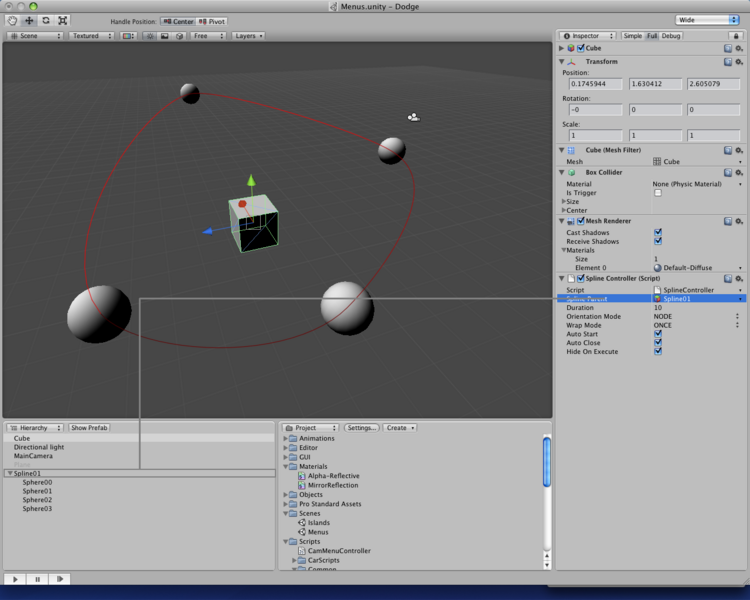 Menus.unity – Dodge
Handle Position: Center Pivot
Wide
Scene Textured Free Layers
Inspector Simple Full Debug
Cube
Transform
Position:
0.1745944 1.630412 2.605079
Rotation:
-0 0 0
Scale:
1 1 1
Cube (Mesh Filter)
Mesh Cube
Box Collider
Material None (Physic Material)
Is Trigger
Size
Center
Mesh Renderer
Cast Shadows
Receive Shadows
Materials
Size 1
Element 0 Default-Diffuse
Spline Controller (Script)
Script SplineController
Spline Parent Spline01
Duration 10
Orientation Mode NODE
Wrap Mode ONCE
Auto Start
Auto Close
Hide On Execute
Hierarchy Show Prefab
Cube
Directional light
MainCamera
Spline01
Sphere00
Sphere01
Sphere02
Sphere03
Project Settings... Create
Animations
Editor
GUI
Materials
Alpha-Reflective
MirrorReflection
Objects
Pro Standard Assets
Scenes
Islands
Menus
Scripts
CamMenuController
CarScripts
Common